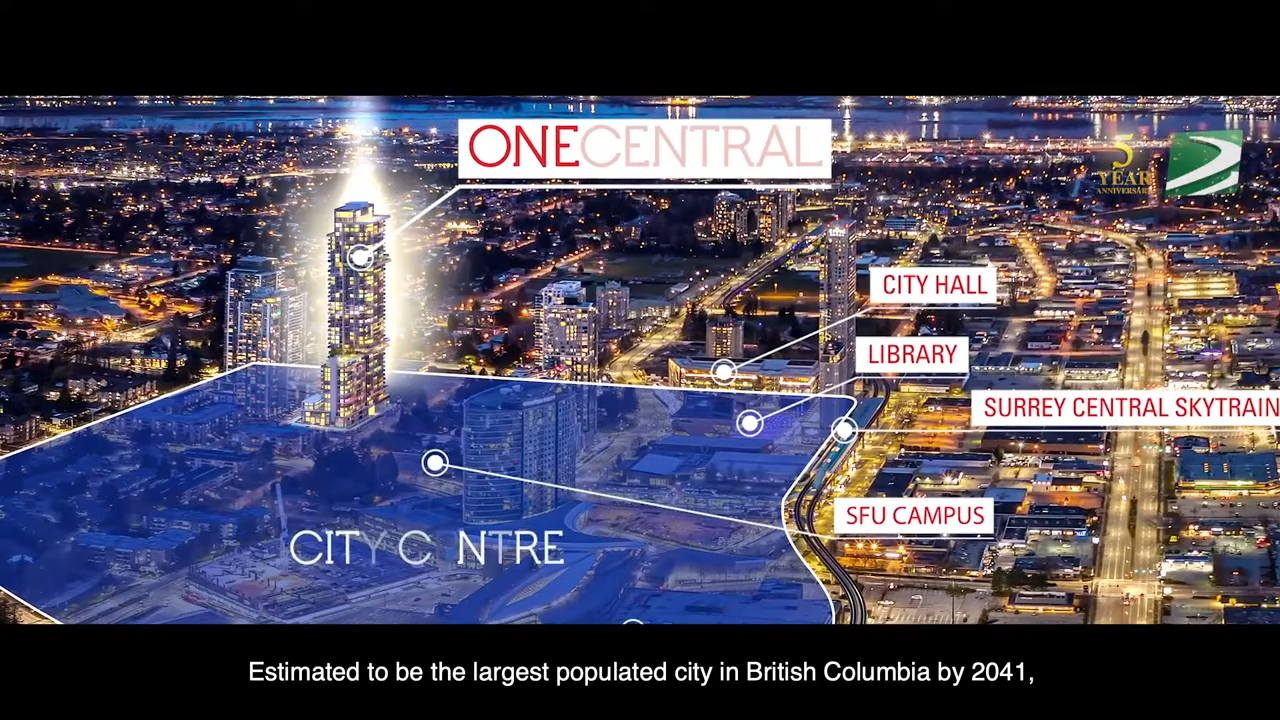 ONECENTRAL
5
YEAR
ANNIVERSARY
CITY HALL
LIBRARY
SURREY CENTRAL SKYTRAIN
SFU CAMPUS
CITY C NTRE
Estimated to be the largest populated city in British Columbia by 2041,